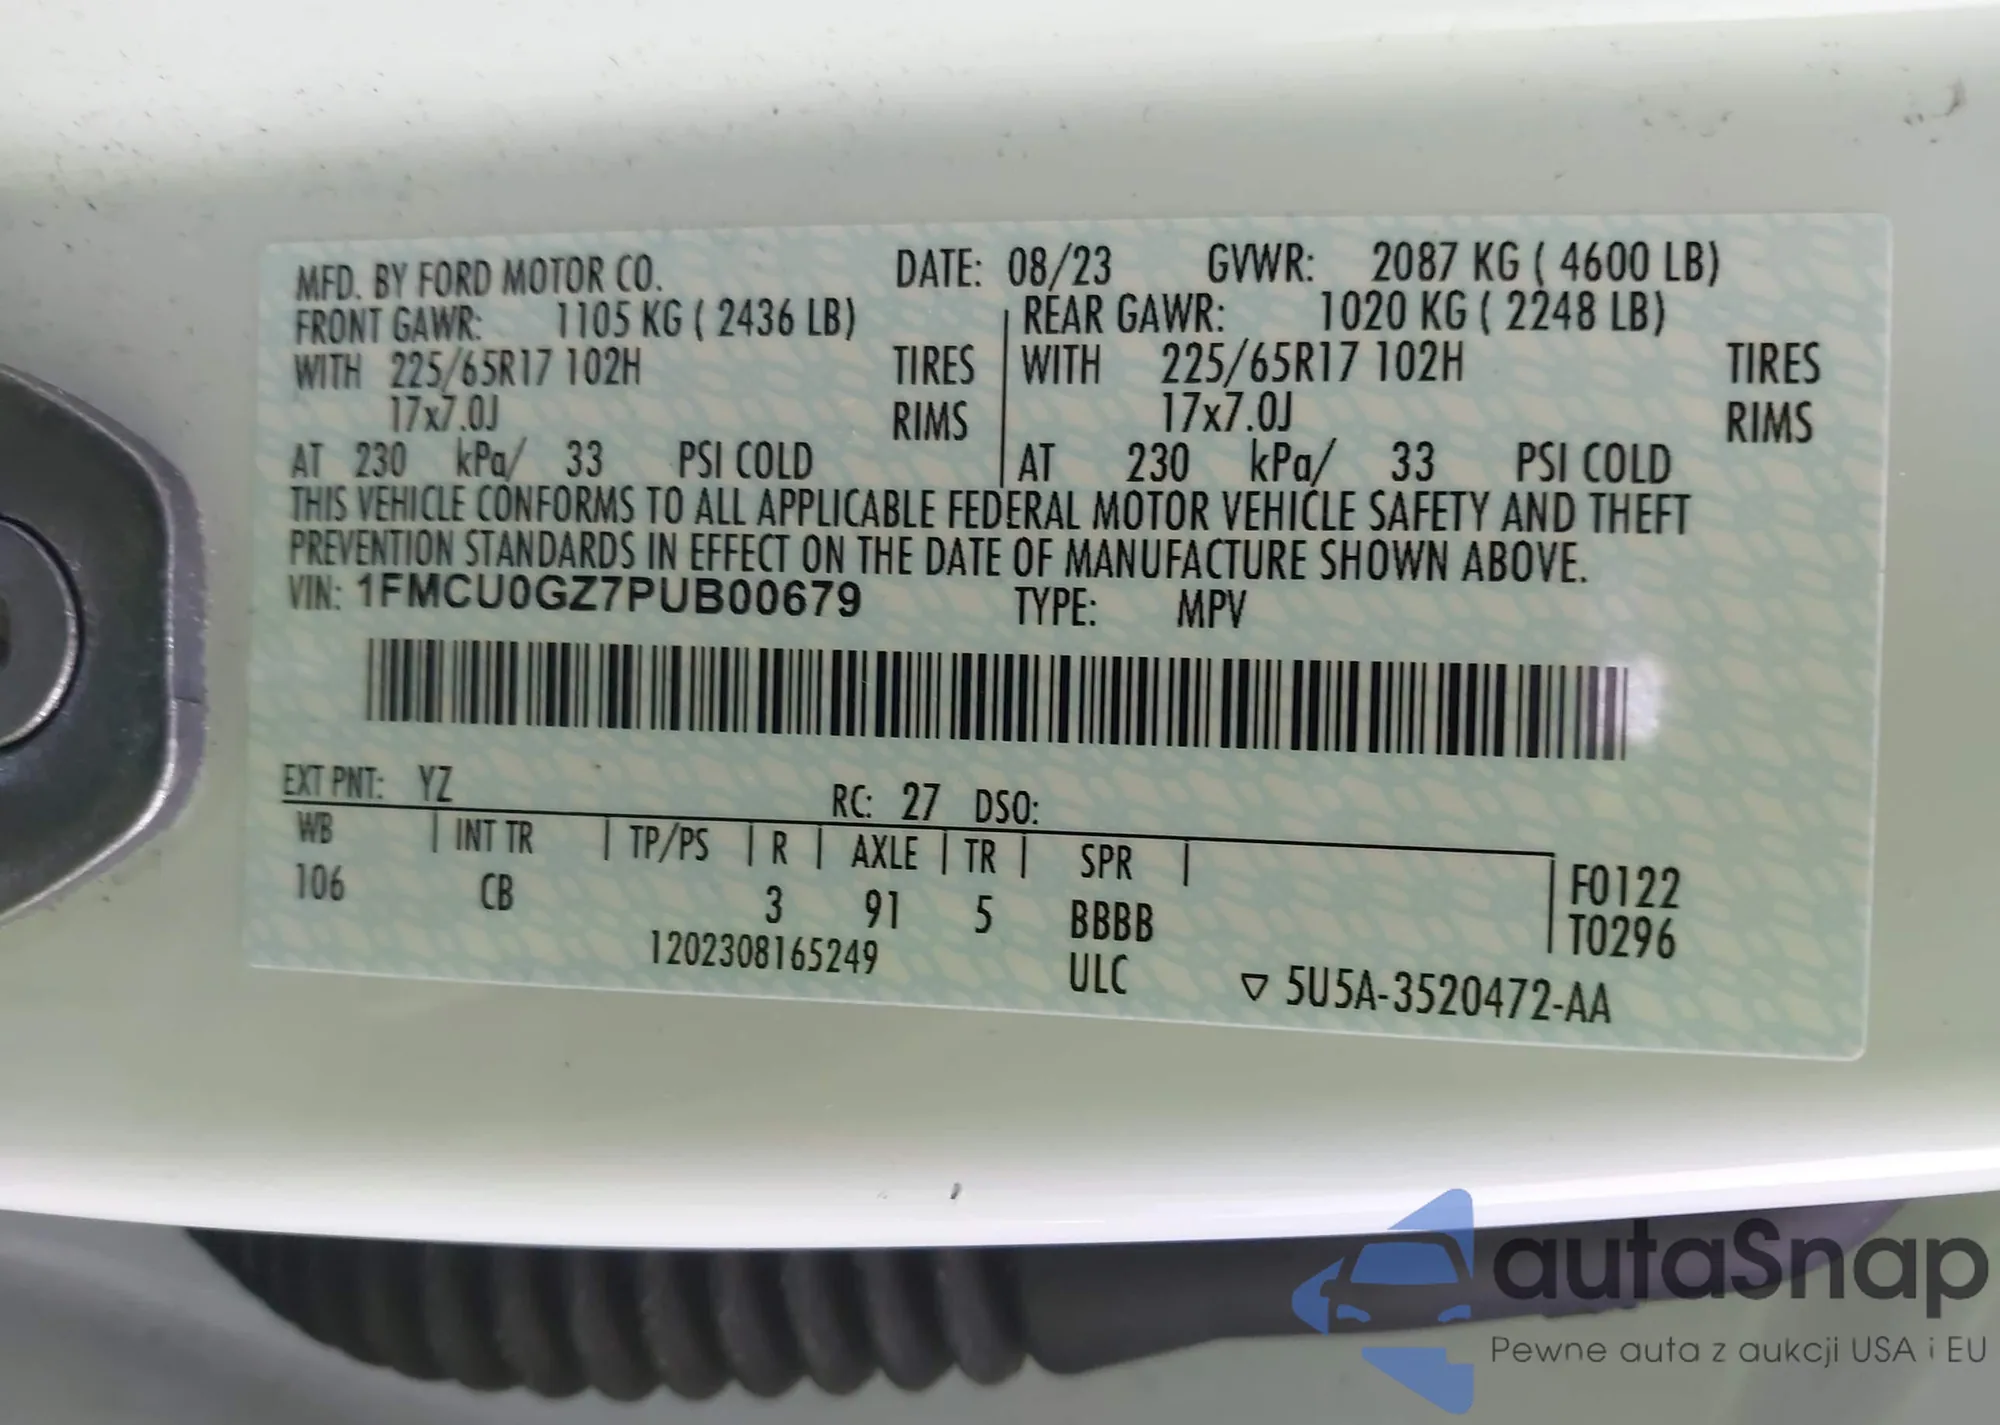 MFD. BY FORD MOTOR CO. DATE: 08/23 GVWR: 2087 KG ( 4600 LB)
FRONT GAWR: 1105 KG ( 2436 LB) REAR GAWR: 1020 KG ( 2248 LB)
WITH 225/65R17 102H TIRES WITH 225/65R17 102H TIRES
17x7.0J RIMS 17x7.0J RIMS
AT 230 kPa/ 33 PSI COLD AT 230 kPa/ 33 PSI COLD
THIS VEHICLE CONFORMS TO ALL APPLICABLE FEDERAL MOTOR VEHICLE SAFETY AND THEFT
PREVENTION STANDARDS IN EFFECT ON THE DATE OF MANUFACTURE SHOWN ABOVE.
VIN: 1FMCU0GZ7PUB00679 TYPE: MPV
EXT PNT: YZ RC: 27 DSO:
WB INT TR TP/PS R AXLE TR SPR F0122
106 CB 3 91 5 BBBB T0296
1202308165249 ULC ▽ 5U5A-3520472-AA
autaSnap
Pewne auta z aukcji USA i EU